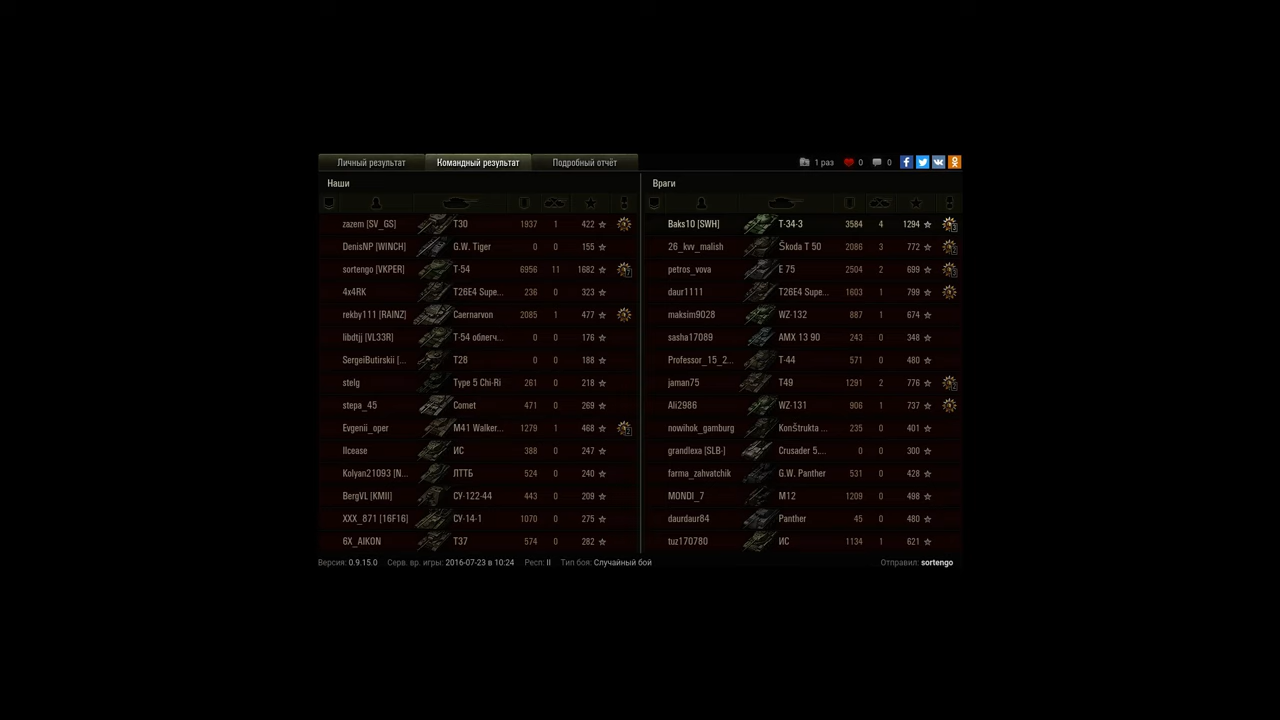 Личный результат Командный результат Подробный отчёт 1 раз 0 0
Наши Враги
zazem [SV_GS] T30 1937 1 422 Baks10 [SWH] T-34-3 3584 4 1294
DenisNP [WINCH] G.W. Tiger 0 0 155 26_kvv_malish Škoda T 50 2086 3 772
sortengo [VKPER] Т-54 6956 11 1682 petros_vova E 75 2504 2 699
4x4RK T26E4 Supe... 236 0 323 daur1111 T26E4 Supe... 1603 1 799
rekby111 [RAINZ] Caernarvon 2085 1 477 maksim9028 WZ-132 887 1 674
libdtjj [VL33R] Т-54 облегч... 0 176 sasha17089 AMX 13 90 243 0 348
SergeiButirskii [... T28 0 0 188 Professor_15_2... Т-44 571 0 480
stelg Type 5 Chi-Ri 261 0 218 jaman75 T49 1291 2 776
stepa_45 Comet 471 0 269 Ali2986 WZ-131 906 1 737
Evgenii_oper M41 Walker... 1279 1 468 nowihok_gamburg KonŠtrukta ... 235 0 401
Ilcease ИС 388 0 247 grandlexa [SLB-] Crusader 5.... 0 0 300
Kolyan21093 [N... ЛТТБ 524 0 240 farma_zahvatchik G.W. Panther 531 0 428
BergVL [KMII] СУ-122-44 443 0 209 MONDI_7 M12 1209 0 498
XXX_871 [16F16] СУ-14-1 1070 0 275 daurdaur84 Panther 45 0 480
6X_AIKON T37 574 0 282 tuz170780 ИС 1134 1 621
Версия: 0.9.15.0 Серв. вр. игры: 2016-07-23 в 10:24 Респ: II Тип боя: Случайный бой Отправил: sortengo